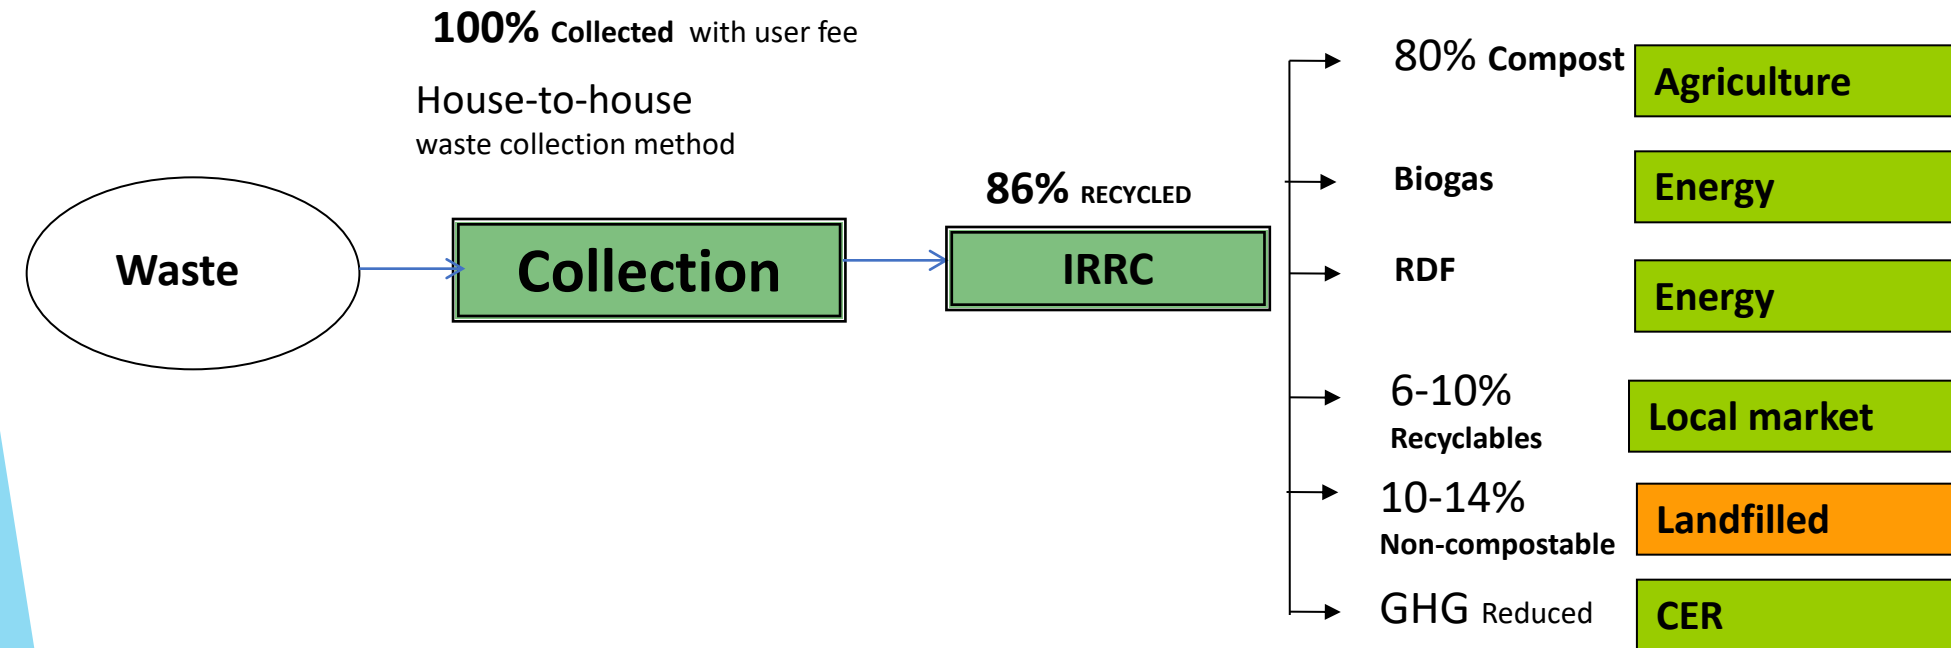 100% Collected with user fee
House-to-house
waste collection method
Waste
Collection
86% RECYCLED
IRRC
80% Compost
Agriculture
Biogas
Energy
RDF
Energy
6-10%
Recyclables
Local market
10-14%
Non-compostable
Landfilled
GHG Reduced
CER